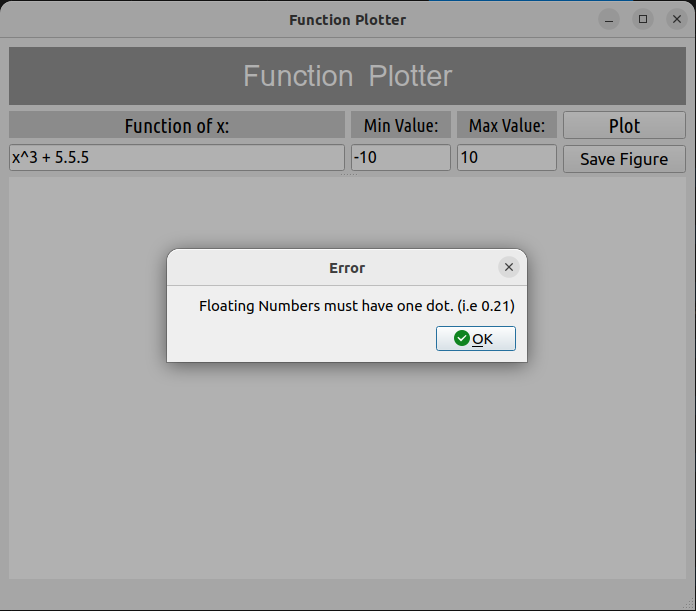 Function Plotter
Function Plotter
Function of x: Min Value: Max Value: Plot
x^3 + 5.5.5 -10 10 Save Figure
Error
Floating Numbers must have one dot. (i.e 0.21)
OK